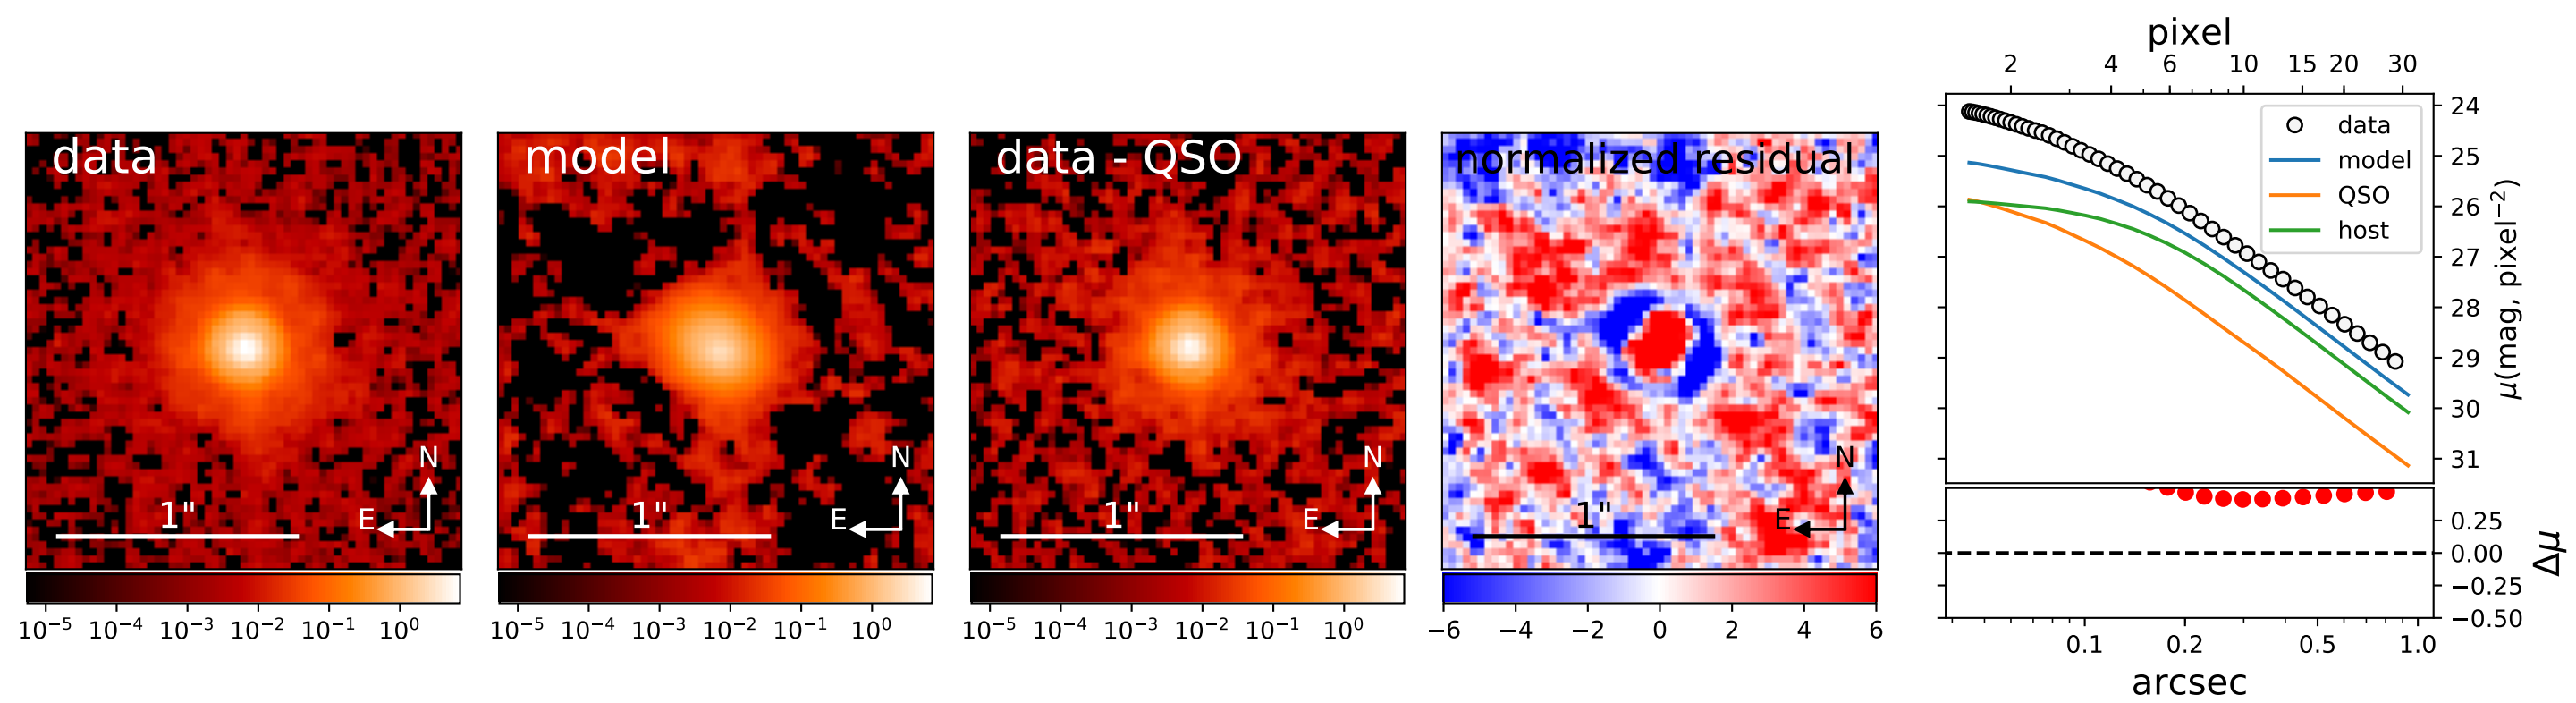 data
N
E
1"
10⁻⁵ 10⁻⁴ 10⁻³ 10⁻² 10⁻¹ 10⁰
model
N
E
1"
10⁻⁵ 10⁻⁴ 10⁻³ 10⁻² 10⁻¹ 10⁰
data - QSO
N
E
1"
10⁻⁵ 10⁻⁴ 10⁻³ 10⁻² 10⁻¹ 10⁰
normalized residual
N
E
1"
−6 −4 −2 0 2 4 6
pixel
2 4 6 10 15 20 30
data
model
QSO
host
24
25
26
27
28
29
30
31
μ(mag, pixel⁻²)
0.25
0.00
−0.25
−0.50
Δμ
0.1 0.2 0.5 1.0
arcsec